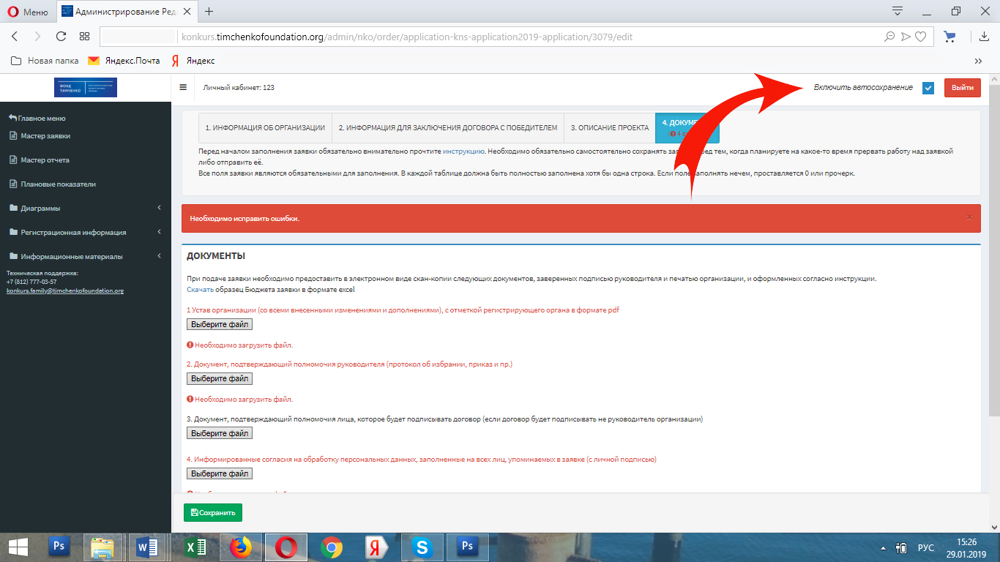 Меню
Администрирование Ред
konkurs.timchenkofoundation.org/admin/nko/order/application-kns-application2019-application/3079/edit
Новая папка
Яндекс.Почта
Яндекс
ФОНД
ТИМЧЕНКО
Личный кабинет: 123
Включить автосохранение
Выйти
Главное меню
Мастер заявки
Мастер отчета
Плановые показатели
Диаграммы
Регистрационная информация
Информационные материалы
Техническая поддержка:
+7 (812) 777-03-57
konkurs.family@timchenkofoundation.org
1. ИНФОРМАЦИЯ ОБ ОРГАНИЗАЦИИ
2. ИНФОРМАЦИЯ ДЛЯ ЗАКЛЮЧЕНИЯ ДОГОВОРА С ПОБЕДИТЕЛЕМ
3. ОПИСАНИЕ ПРОЕКТА
4. ДОКУМЕ
Перед началом заполнения заявки обязательно внимательно прочтите инструкцию. Необходимо обязательно самостоятельно сохранять зая ред тем, когда планируете на какое-то время прервать работу над заявкой
либо отправить её.
Все поля заявки являются обязательными для заполнения. В каждой таблице должна быть полностью заполнена хотя бы одна строка. Если поле аполнять нечем, проставляется 0 или прочерк.
Необходимо исправить ошибки.
ДОКУМЕНТЫ
При подаче заявки необходимо предоставить в электронном виде скан-копии следующих документов, заверенных подписью руководителя и печатью организации, и оформленных согласно инструкции.
Скачать образец Бюджета заявки в формате excel
1 Устав организации (со всеми внесенными изменениями и дополнениями), с отметкой регистрирующего органа в формате pdf
Выберите файл
Необходимо загрузить файл.
2. Документ, подтверждающий полномочия руководителя (протокол об избрании, приказ и пр.)
Выберите файл
Необходимо загрузить файл.
3. Документ, подтверждающий полномочия лица, которое будет подписывать договор (если договор будет подписывать не руководитель организации)
Выберите файл
4. Информированные согласия на обработку персональных данных, заполненные на всех лиц, упоминаемых в заявке (с личной подписью)
Выберите файл
Сохранить
РУС
15:26
29.01.2019